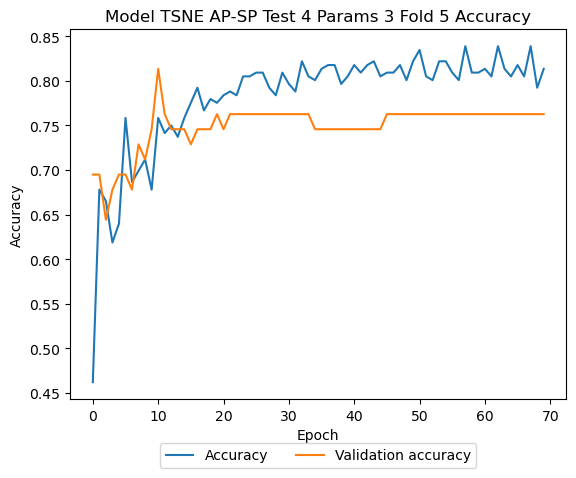 Model TSNE AP-SP Test 4 Params 3 Fold 5 Accuracy
0.85
0.80
0.75
0.70
0.65
0.60
0.55
0.50
0.45
Accuracy
0 10 20 30 40 50 60 70
Epoch
Accuracy Validation accuracy